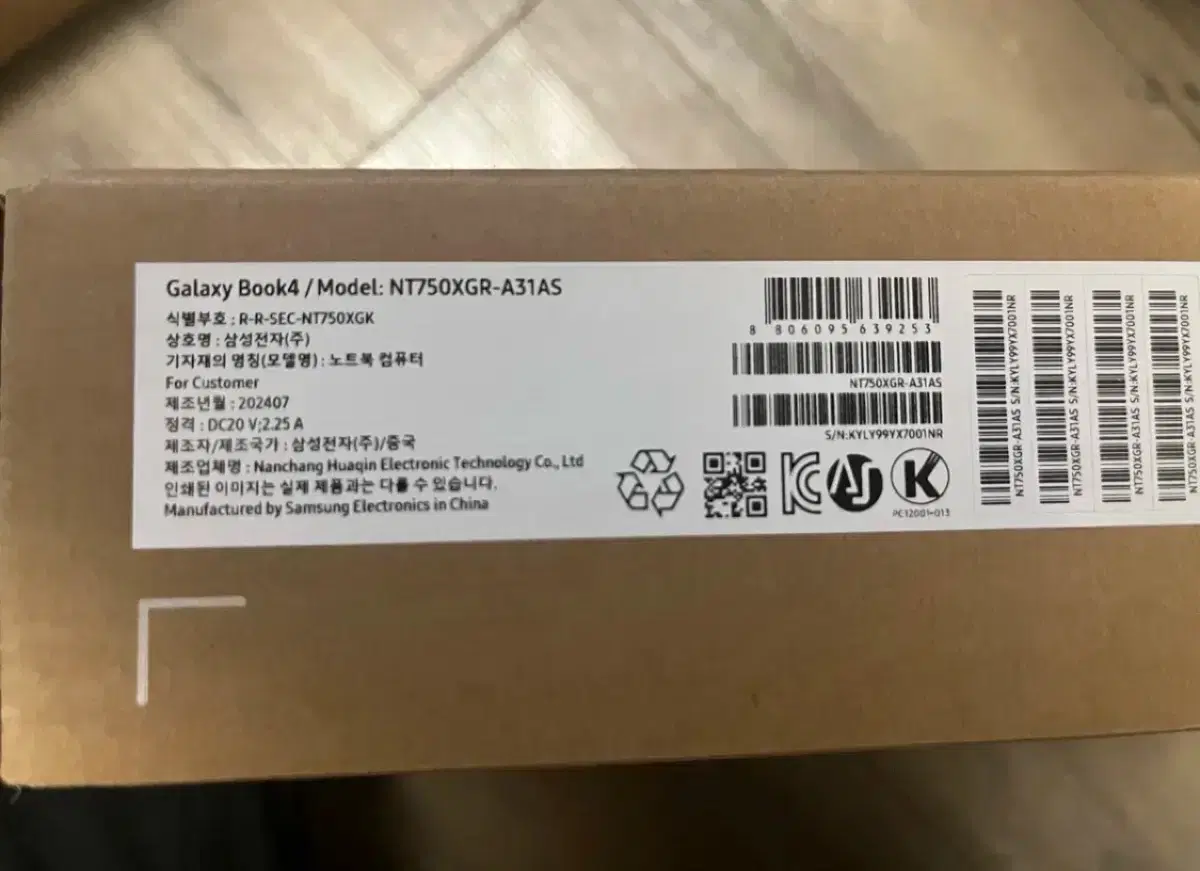 Galaxy Book4 / Model: NT750XGR-A31AS
식별부호 : R-R-SEC-NT750XGK
상호명 : 삼성전자(주)
기자재의 명칭(모델명) : 노트북 컴퓨터
For Customer
제조년월 : 202407
정격 : DC20 V; 2.25 A
제조자/제조국가 : 삼성전자(주)/중국
제조업체명 : Nanchang Huaqin Electronic Technology Co., Ltd
인쇄된 이미지는 실제 제품과는 다를 수 있습니다.
Manufactured by Samsung Electronics in China
8 806095 639253
NT750XGR-A31AS
S/N:KYLY99YX7001NR
PC12001-013
NT750XGR-A31AS S/N:KYLY99YX7001NR
NT750XGR-A31AS S/N:KYLY99YX7001NR
NT750XGR-A31AS S/N:KYLY99YX7001NR
NT750XGR-A31AS S/N:KYLY99YX7001NR